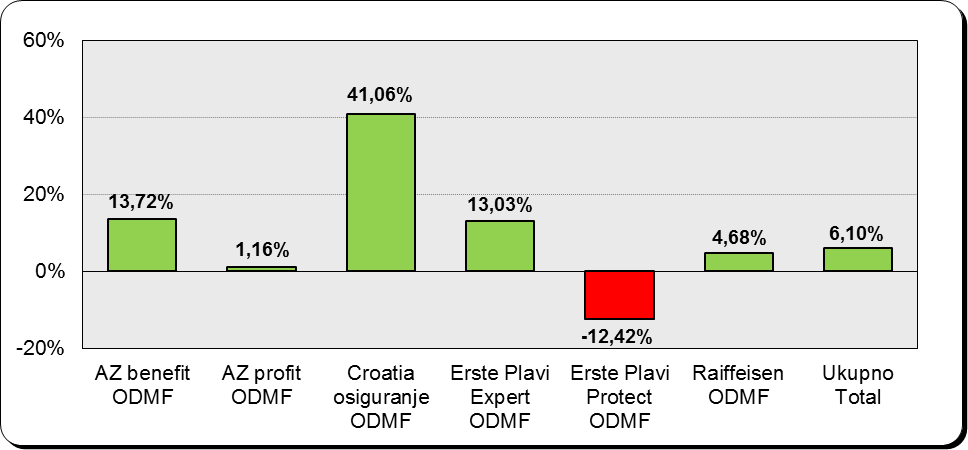 60%
40%
20%
0%
-20%
13,72%
1,16%
41,06%
13,03%
-12,42%
4,68%
6,10%
AZ benefit
ODMF
AZ profit
ODMF
Croatia
osiguranje
ODMF
Erste Plavi
Expert
ODMF
Erste Plavi
Protect
ODMF
Raiffeisen
ODMF
Ukupno
Total